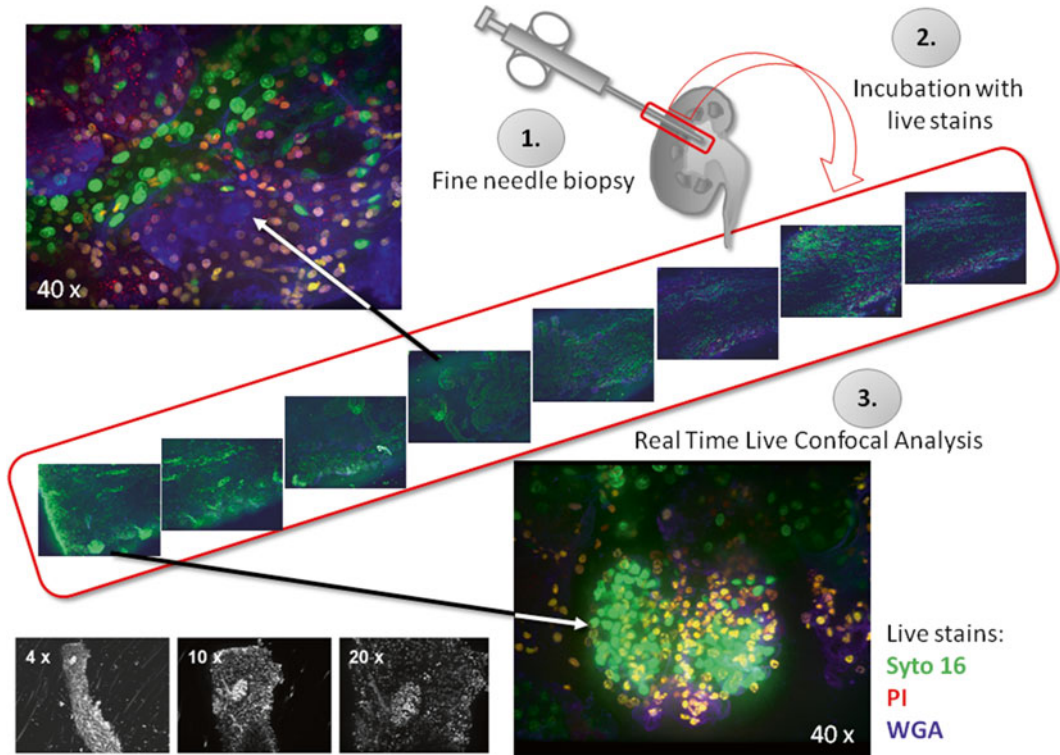 1.
Fine needle biopsy
2.
Incubation with
live stains
40 x
3.
Real Time Live Confocal Analysis
4 x
10 x
20 x
40 x
Live stains:
Syto 16
PI
WGA